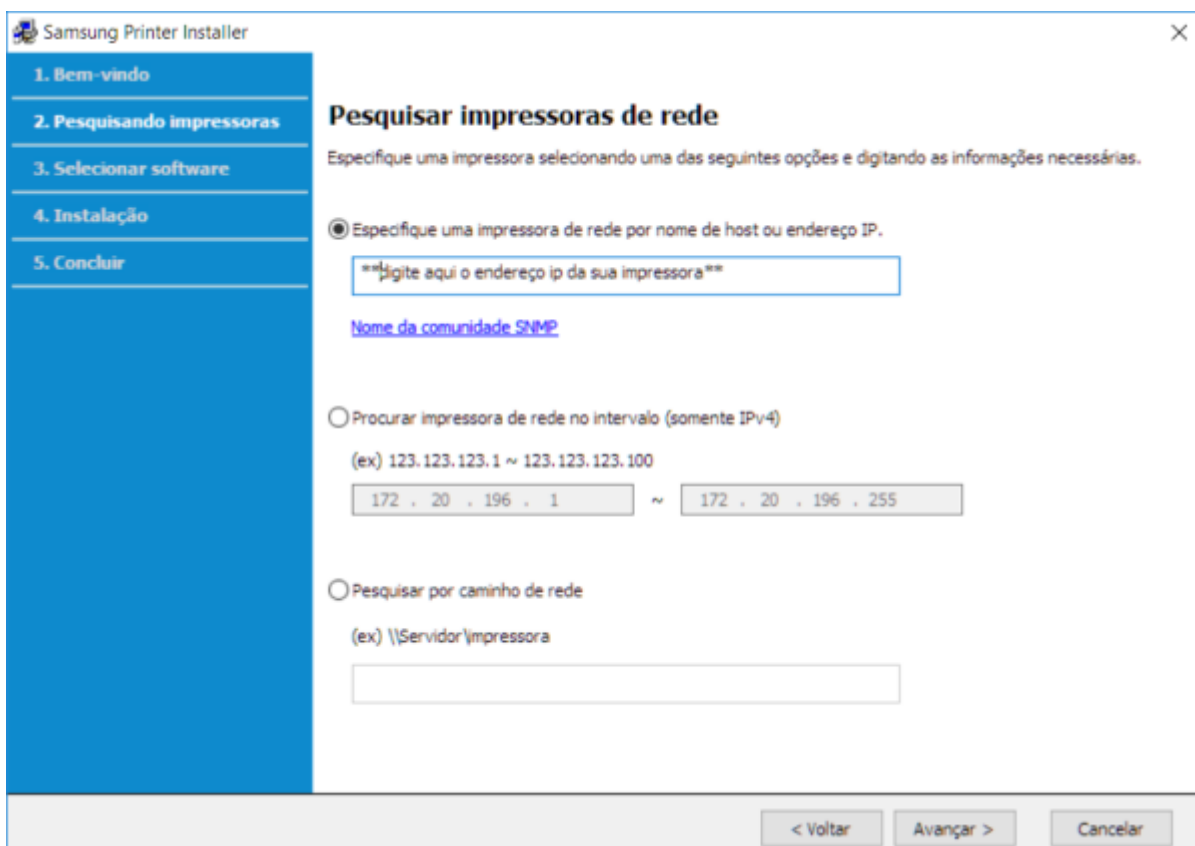 Samsung Printer Installer
1. Bem-vindo
2. Pesquisando impressoras
3. Selecionar software
4. Instalação
5. Concluir
Pesquisar impressoras de rede
Especifique uma impressora selecionando uma das seguintes opções e digitando as informações necessárias.
Especifique uma impressora de rede por nome de host ou endereço IP.
**digite aqui o endereço ip da sua impressora**
Nome da comunidade SNMP
Procurar impressora de rede no intervalo (somente IPv4)
(ex) 123.123.123.1 ~ 123.123.123.100
172 . 20 . 196 . 1 ~ 172 . 20 . 196 . 255
Pesquisar por caminho de rede
(ex) \\Servidor\impressora
< Voltar Avançar > Cancelar